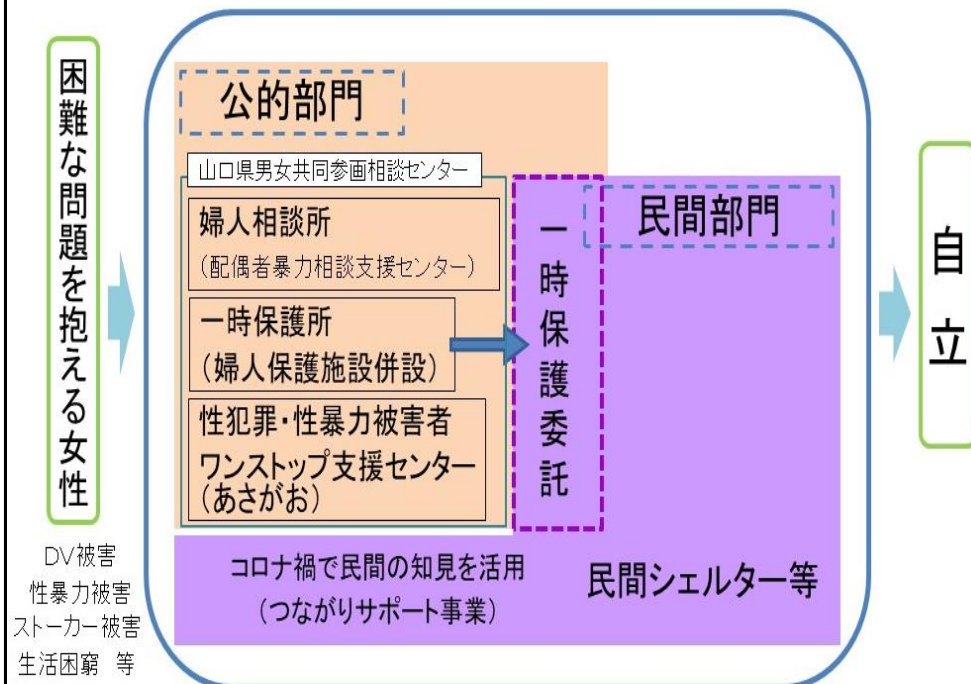 困難な問題を抱える女性
DV被害
性暴力被害
ストーカー被害
生活困窮 等
公的部門
山口県男女共同参画相談センター
婦人相談所
(配偶者暴力相談支援センター)
一時保護所
(婦人保護施設併設)
性犯罪・性暴力被害者
ワンストップ支援センター
(あさがお)
一時保護委託
民間部門
コロナ禍で民間の知見を活用
(つながりサポート事業)
民間シェルター等
自立